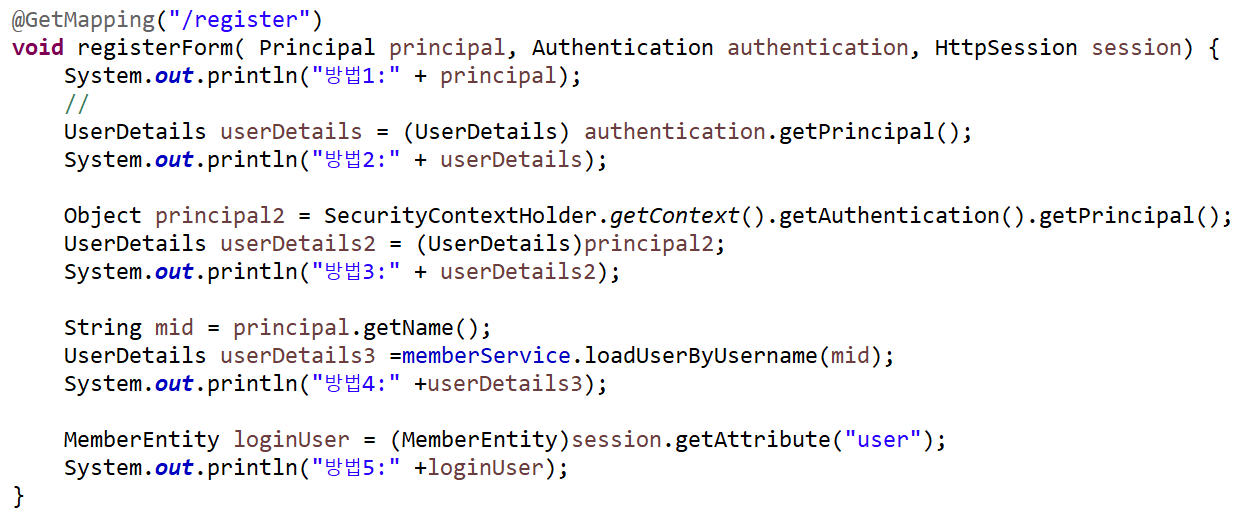 @GetMapping("/register")
void registerForm( Principal principal, Authentication authentication, HttpSession session) {
System.out.println("방법1:" + principal);
//
UserDetails userDetails = (UserDetails) authentication.getPrincipal();
System.out.println("방법2:" + userDetails);
Object principal2 = SecurityContextHolder.getContext().getAuthentication().getPrincipal();
UserDetails userDetails2 = (UserDetails)principal2;
System.out.println("방법3:" + userDetails2);
String mid = principal.getName();
UserDetails userDetails3 =memberService.loadUserByUsername(mid);
System.out.println("방법4:" +userDetails3);
MemberEntity loginUser = (MemberEntity)session.getAttribute("user");
System.out.println("방법5:" +loginUser);
}